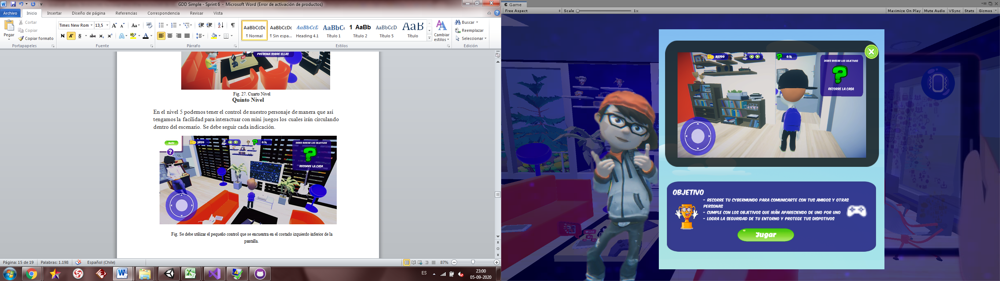 GDD Simple - Sprint 6 - Microsoft Word (Error de activación de productos)
Archivo Inicio Insertar Diseño de página Referencias Correspondencia Revisar Vista
Pegar
Cortar
Copiar
Copiar formato
Portapapeles
Times New Rom 13,5
N K S abc x₂ x² A ab A
Fuente
Párrafo
AaBbCcDc AaBbCcDc AaBbCcD AaBbCc 1 AaBb AaBbCcD AaB
¶ Normal ¶ Sin espa... Heading 4.1 Título 1 Título 2 Título 5 Título
Cambiar
estilos
Estilos
Buscar
Reemplazar
Seleccionar
Edición
PRESIONA SOBRE ELLAS
Fig. 27. Cuarto Nivel
Quinto Nivel
En el nivel 5 podemos tener el control de nuestro personaje de manera que así
tengamos la facilidad para interactuar con mini juegos los cuales irán circulando
dentro del escenario. Se debe seguir cada indicación.
Salir
?
3870
? 0/4
DEBES BUSCAR LOS OBJETIVOS
?
RECORRE LA CASA
Fig. Se debe utilizar el pequeño control que se encuentra en el costado izquierdo inferior de la
pantalla.
Página: 15 de 19 Palabras: 1.198 Español (Chile) 87%
ES
23:00
05-09-2020
Game
Free Aspect Scale 1x Maximize On Play Mute Audio VSync Stats Gizmos
23700
? 0/4
DEBES BUSCAR LOS OBJETIVOS
?
RECORRE LA CASA
OBJETIVO
- RECORRE TU CYBERMUNDO PARA COMUNICARTE CON TUS AMIGOS Y OTRAS
PERSONAS
- CUMPLE CON LOS OBJETIVOS QUE IRÁN APARECIENDO DE UNO POR UNO
- LOGRA LA SEGURIDAD DE TU ENTORNO Y PROTEGE TUS DISPOTIVOS
Jugar
LIKE